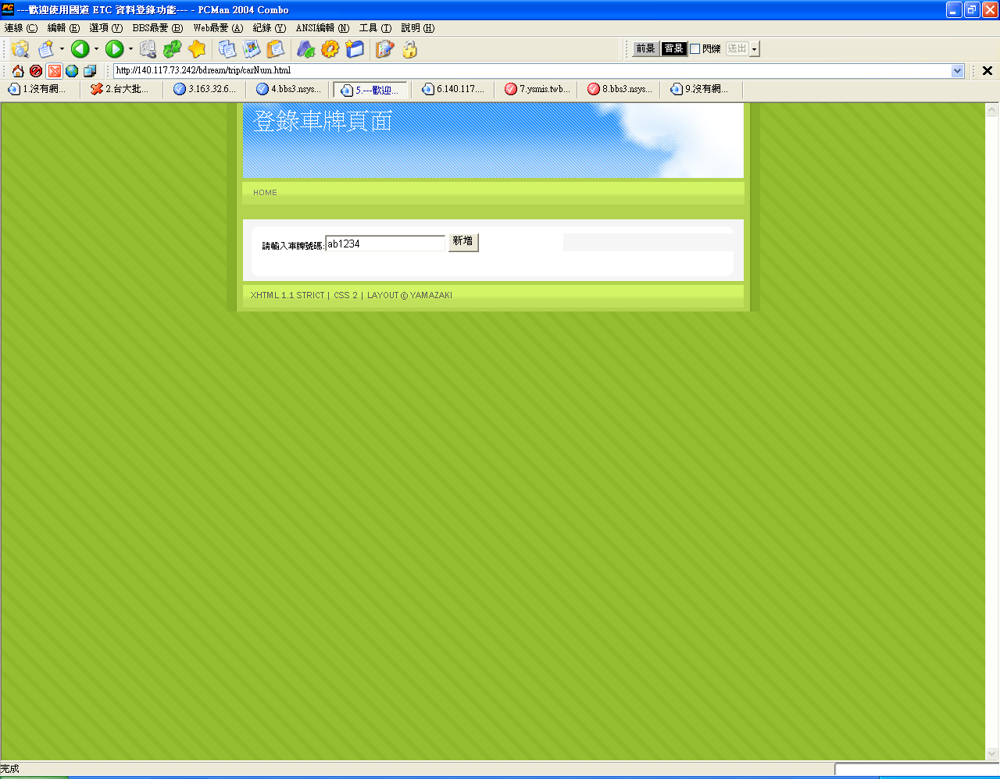 ---歡迎使用國道 ETC 資料登錄功能--- - PCMan 2004 Combo
連線 (C) 編輯 (E) 選項 (V) BBS最愛 (B) Web最愛 (A) 紀錄 (Y) ANSI編輯 (N) 工具 (T) 說明 (H)
前景 背景 閃爍 送出
http://140.117.73.242/bdream/trip/carNum.html
1.沒有網... 2.台大批... 3.163.32.6... 4.bbs3.nsys... 5.---歡迎... 6.140.117.... 7.ysmis.twb... 8.bbs3.nsys... 9.沒有網...
登錄車牌頁面
HOME
請輸入車牌號碼:ab1234 新增
XHTML 1.1 STRICT | CSS 2 | LAYOUT © YAMAZAKI
完成